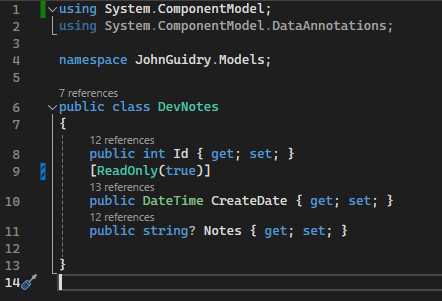 1 using System.ComponentModel;
2 using System.ComponentModel.DataAnnotations;
3
4 namespace JohnGuidry.Models;
5
7 references
6 public class DevNotes
7 {
12 references
8 public int Id { get; set; }
9 [ReadOnly(true)]
13 references
10 public DateTime CreateDate { get; set; }
12 references
11 public string? Notes { get; set; }
12
13 }
14